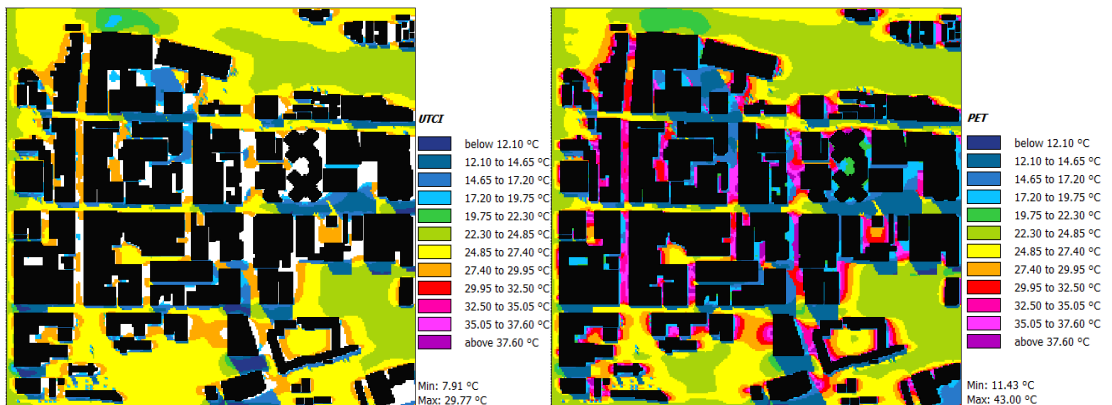 UTCI
below 12.10 °C
12.10 to 14.65 °C
14.65 to 17.20 °C
17.20 to 19.75 °C
19.75 to 22.30 °C
22.30 to 24.85 °C
24.85 to 27.40 °C
27.40 to 29.95 °C
29.95 to 32.50 °C
32.50 to 35.05 °C
35.05 to 37.60 °C
above 37.60 °C
Min: 7.91 °C
Max: 29.77 °C
PET
below 12.10 °C
12.10 to 14.65 °C
14.65 to 17.20 °C
17.20 to 19.75 °C
19.75 to 22.30 °C
22.30 to 24.85 °C
24.85 to 27.40 °C
27.40 to 29.95 °C
29.95 to 32.50 °C
32.50 to 35.05 °C
35.05 to 37.60 °C
above 37.60 °C
Min: 11.43 °C
Max: 43.00 °C